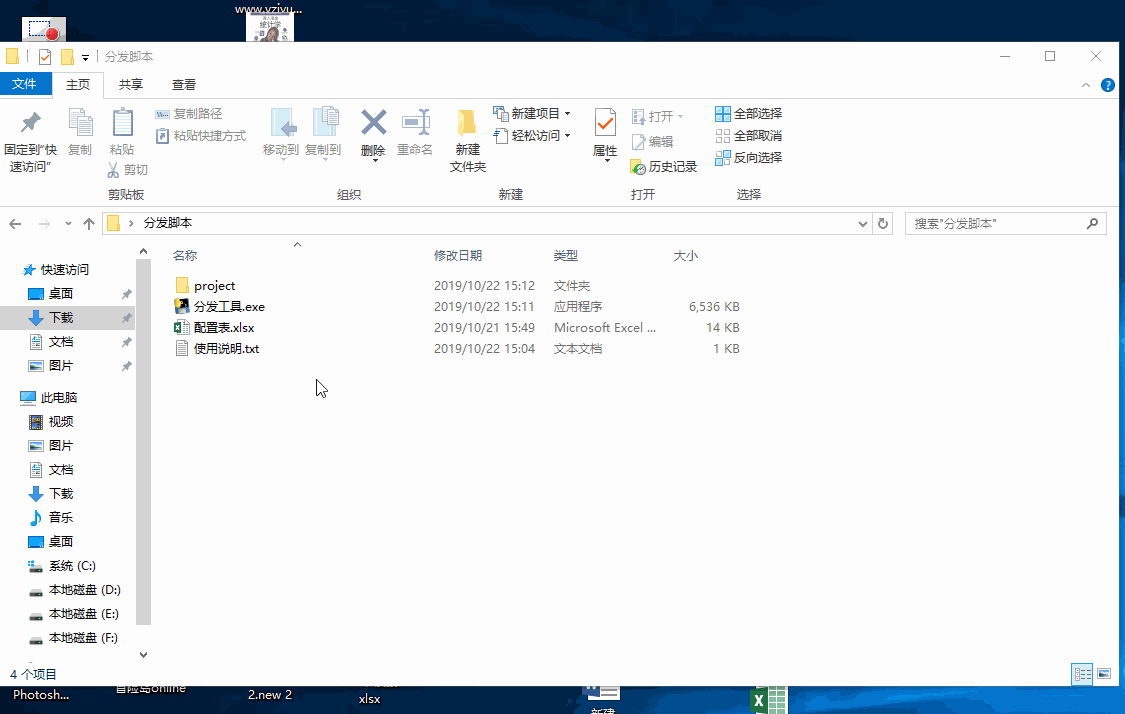 www.yziyu...
统计学
分发脚本
文件 主页 共享 查看
固定到"快
速访问"
复制
粘贴
复制路径
粘贴快捷方式
剪切
剪贴板
移动到 复制到 删除 重命名
组织
新建
文件夹
新建项目
轻松访问
新建
属性
打开
编辑
历史记录
打开
全部选择
全部取消
反向选择
选择
分发脚本
搜索"分发脚本"
快速访问
桌面
下载
文档
图片
此电脑
视频
图片
文档
下载
音乐
桌面
系统 (C:)
本地磁盘 (D:)
本地磁盘 (E:)
本地磁盘 (F:)
名称 修改日期 类型 大小
project 2019/10/22 15:12 文件夹
分发工具.exe 2019/10/22 15:11 应用程序 6,536 KB
配置表.xlsx 2019/10/21 15:49 Microsoft Excel ... 14 KB
使用说明.txt 2019/10/22 15:04 文本文档 1 KB
4 个项目
Photosh...
冒险岛online
2.new 2
xlsx
新建